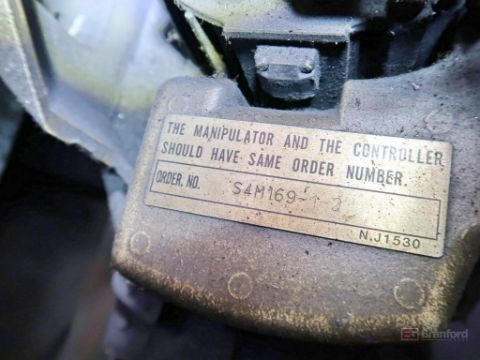 THE MANIPULATOR AND THE CONTROLLER
SHOULD HAVE SAME ORDER NUMBER.
ORDER. NO. S4M169-1-2
N.J1530
Branford